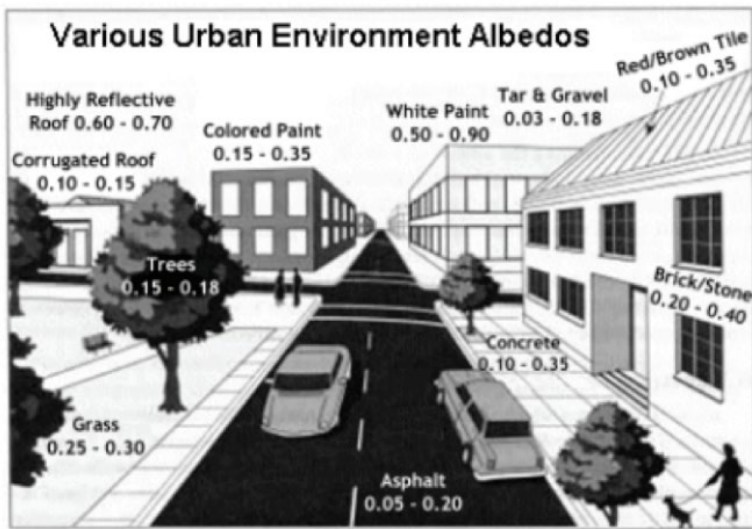 Various Urban Environment Albedos
Highly Reflective
Roof 0.60 - 0.70
Corrugated Roof
0.10 - 0.15
Colored Paint
0.15 - 0.35
White Paint
0.50 - 0.90
Tar & Gravel
0.03 - 0.18
Red/Brown Tile
0.10 - 0.35
Trees
0.15 - 0.18
Brick/Stone
0.20 - 0.40
Concrete
0.10 - 0.35
Grass
0.25 - 0.30
Asphalt
0.05 - 0.20